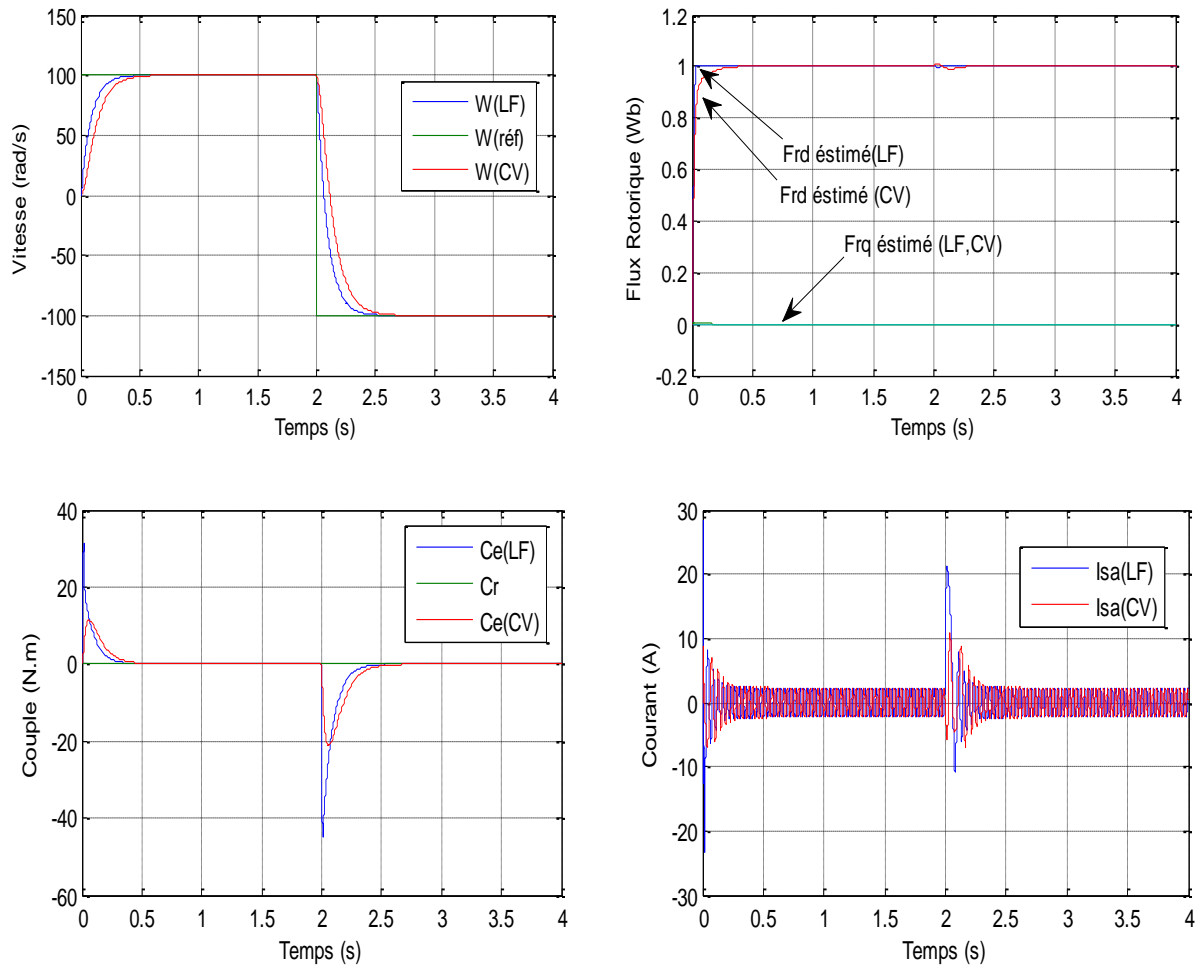 150
100
50
0
-50
-100
-150
0 0.5 1 1.5 2 2.5 3 3.5 4
Vitesse (rad/s)
Temps (s)
W(LF)
W(réf)
W(CV)
1.2
1
0.8
0.6
0.4
0.2
0
-0.2
0 0.5 1 1.5 2 2.5 3 3.5 4
Flux Rotorique (Wb)
Temps (s)
Frd éstimé(LF)
Frd éstimé (CV)
Frq éstimé (LF,CV)
40
20
0
-20
-40
-60
0 0.5 1 1.5 2 2.5 3 3.5 4
Couple (N.m)
Temps (s)
Ce(LF)
Cr
Ce(CV)
30
20
10
0
-10
-20
-30
0 0.5 1 1.5 2 2.5 3 3.5 4
Courant (A)
Temps (s)
Isa(LF)
Isa(CV)